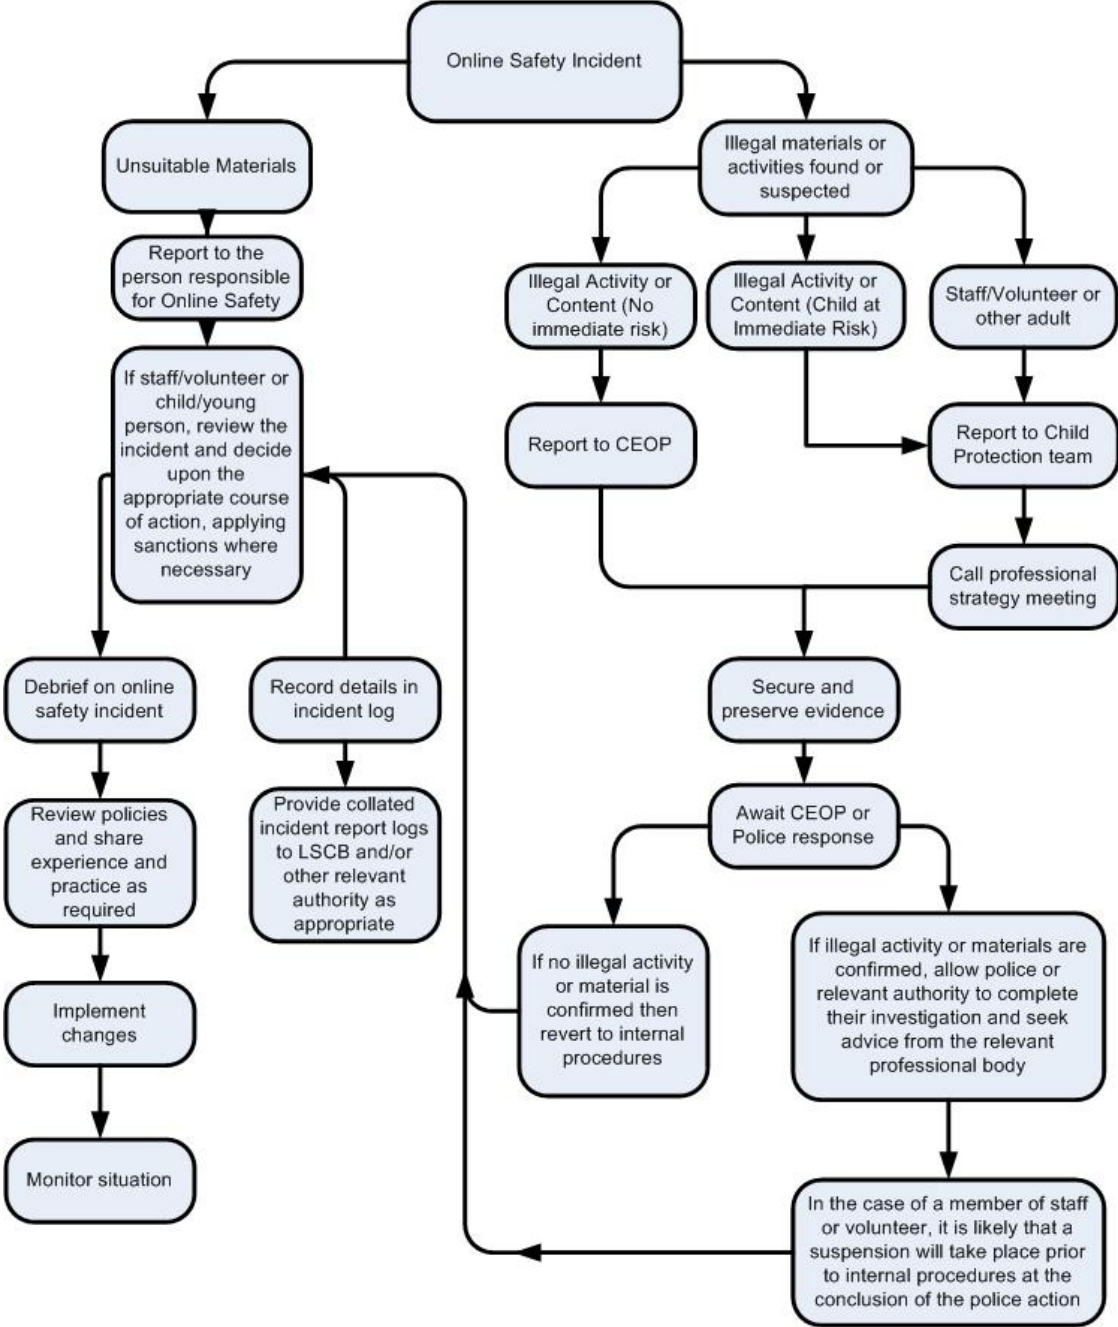 Online Safety Incident
Unsuitable Materials
Report to the
person responsible
for Online Safety
If staff/volunteer or
child/young
person, review the
incident and decide
upon the
appropriate course
of action, applying
sanctions where
necessary
Debrief on online
safety incident
Review policies
and share
experience and
practice as
required
Implement
changes
Monitor situation
Record details in
incident log
Provide collated
incident report logs
to LSCB and/or
other relevant
authority as
appropriate
Illegal materials or
activities found or
suspected
Illegal Activity or
Content (No
immediate risk)
Report to CEOP
Illegal Activity or
Content (Child at
Immediate Risk)
Staff/Volunteer or
other adult
Report to Child
Protection team
Call professional
strategy meeting
Secure and
preserve evidence
Await CEOP or
Police response
If no illegal activity
or material is
confirmed then
revert to internal
procedures
If illegal activity or materials are
confirmed, allow police or
relevant authority to complete
their investigation and seek
advice from the relevant
professional body
In the case of a member of staff
or volunteer, it is likely that a
suspension will take place prior
to internal procedures at the
conclusion of the police action